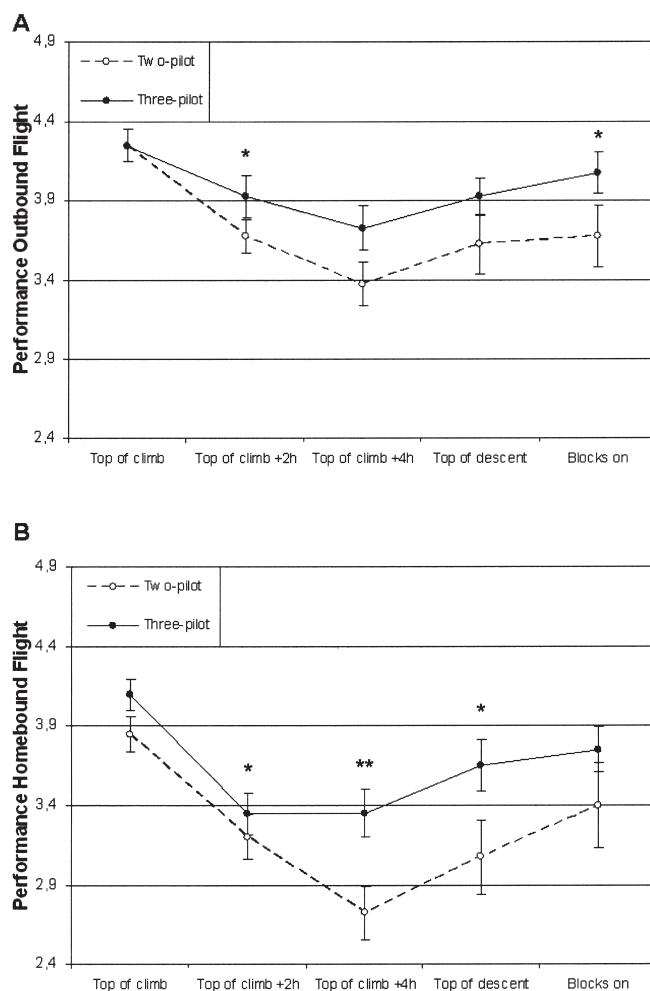 A
4,9
Two-pilot
Three-pilot
4,4
*
*
3,9
3,4
2,9
2,4
Performance Outbound Flight
Top of climb
Top of climb +2h
Top of climb +4h
Top of descent
Blocks on
B
4,9
Two-pilot
Three-pilot
4,4
3,9
*
*
**
3,4
2,9
2,4
Performance Homebound Flight
Top of climb
Top of climb +2h
Top of climb +4h
Top of descent
Blocks on